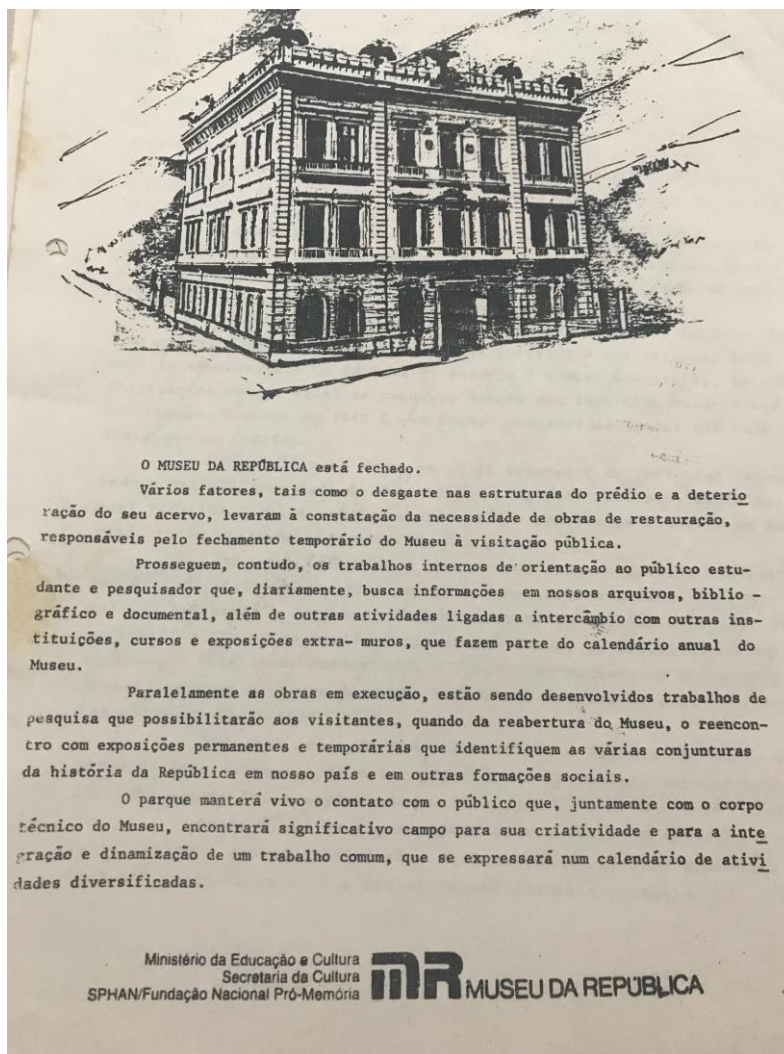 O MUSEU DA REPÚBLICA está fechado.
Vários fatores, tais como o desgaste nas estruturas do prédio e a deterio
ração do seu acervo, levaram à constatação da necessidade de obras de restauração,
responsáveis pelo fechamento temporário do Museu à visitação pública.
Prosseguem, contudo, os trabalhos internos de orientação ao público estu-
dante e pesquisador que, diariamente, busca informações em nossos arquivos, biblio -
gráfico e documental, além de outras atividades ligadas a intercâmbio com outras ins-
tituições, cursos e exposições extra- muros, que fazem parte do calendário anual do
Museu.
Paralelamente as obras em execução, estão sendo desenvolvidos trabalhos de
pesquisa que possibilitarão aos visitantes, quando da reabertura do Museu, o reencon-
tro com exposições permanentes e temporárias que identifiquem as várias conjunturas
da história da República em nosso país e em outras formações sociais.
O parque manterá vivo o contato com o público que, juntamente com o corpo
técnico do Museu, encontrará significativo campo para sua criatividade e para a inte
gração e dinamização de um trabalho comum, que se expressará num calendário de ativi
dades diversificadas.
Ministério da Educação e Cultura
Secretaria da Cultura
SPHAN/Fundação Nacional Pró-Memória
MR MUSEU DA REPÚBLICA